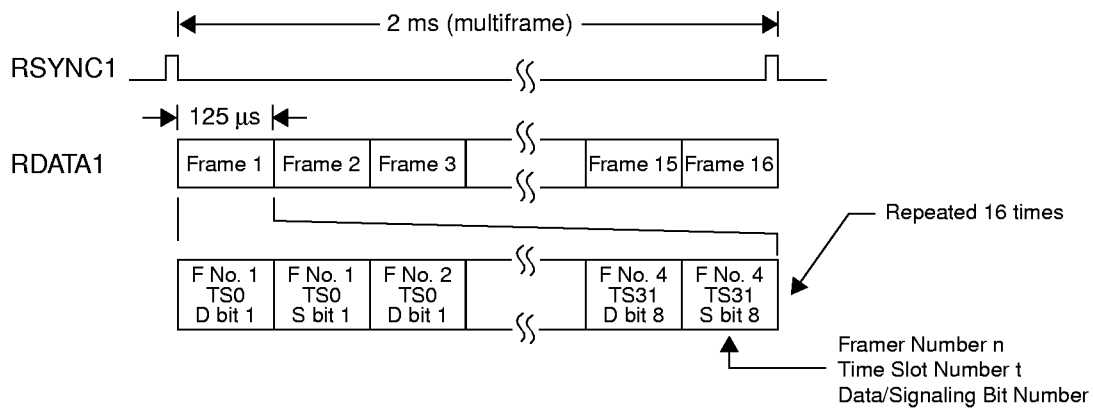 2 ms (multiframe)
RSYNC1
125 µs
RDATA1
Frame 1
Frame 2
Frame 3
Frame 15
Frame 16
Repeated 16 times
F No. 1
TS0
D bit 1
F No. 1
TS0
S bit 1
F No. 2
TS0
D bit 1
F No. 4
TS31
D bit 8
F No. 4
TS31
S bit 8
Framer Number n
Time Slot Number t
Data/Signaling Bit Number